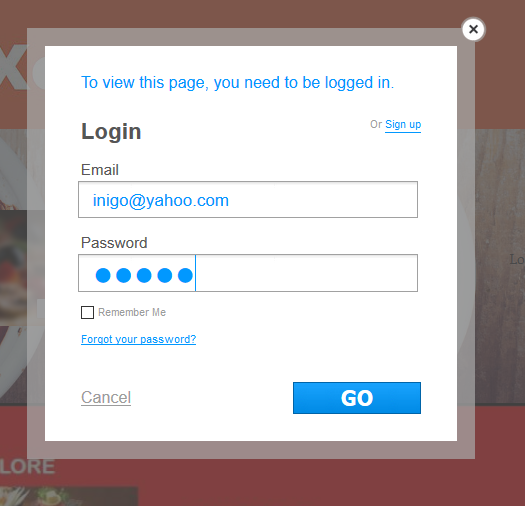 To view this page, you need to be logged in.
Login
Or Sign up
Email
inigo@yahoo.com
Password
Remember Me
Forgot your password?
Cancel
GO
LORE